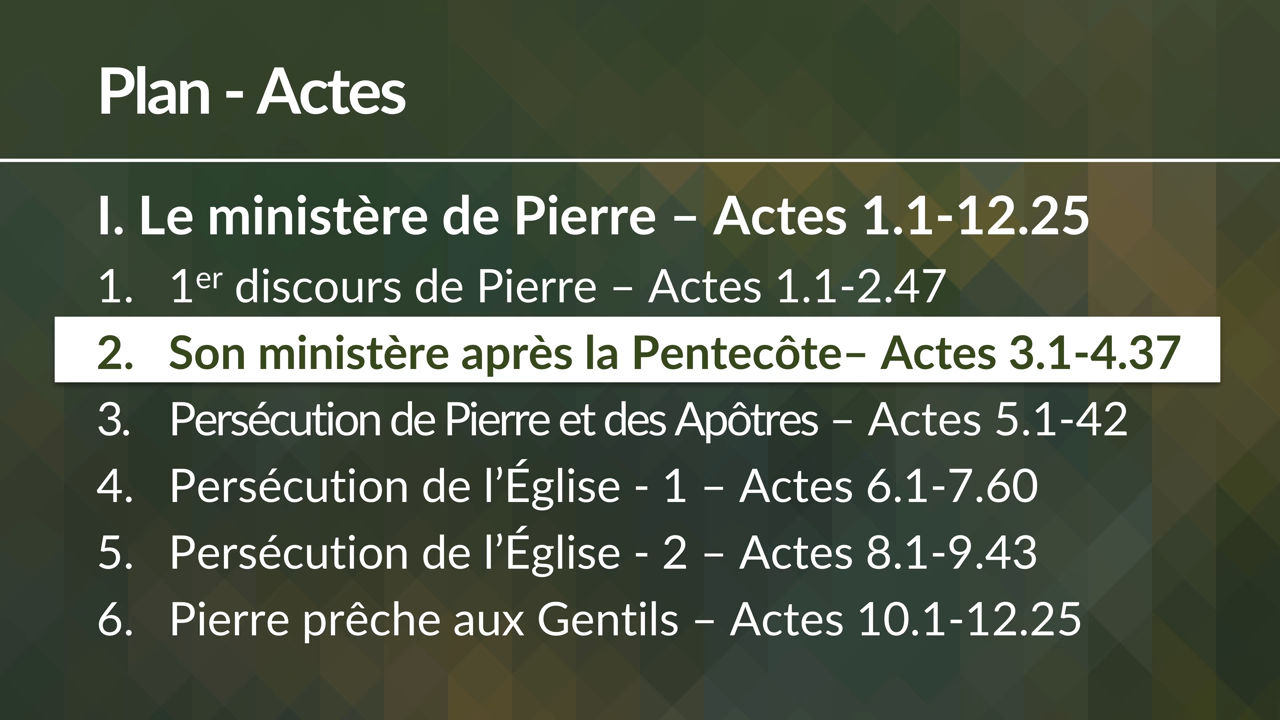 Plan - Actes
I. Le ministère de Pierre – Actes 1.1-12.25
1. 1er discours de Pierre – Actes 1.1-2.47
2. Son ministère après la Pentecôte– Actes 3.1-4.37
3. Persécution de Pierre et des Apôtres – Actes 5.1-42
4. Persécution de l’Église - 1 – Actes 6.1-7.60
5. Persécution de l’Église - 2 – Actes 8.1-9.43
6. Pierre prêche aux Gentils – Actes 10.1-12.25